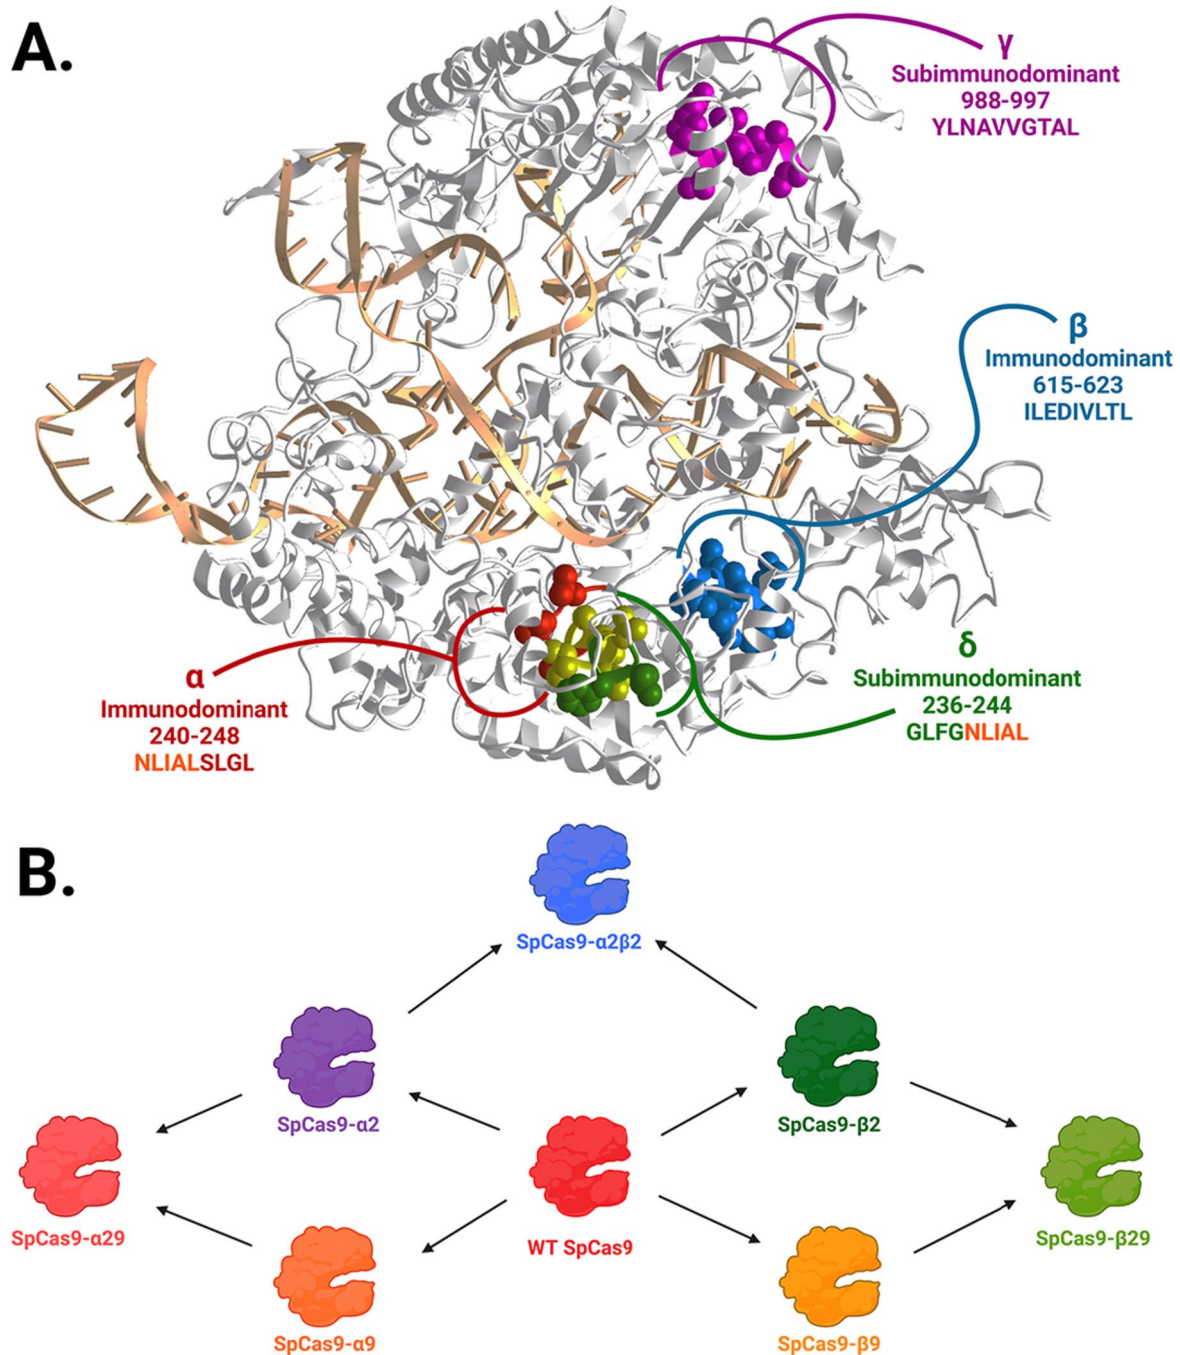 A.
γ
Subimmunodominant
988-997
YLNAVVGTAL
β
Immunodominant
615-623
ILEDIVLTL
α
Immunodominant
240-248
NLIALSLGL
δ
Subimmunodominant
236-244
GLFGNLIAL
B.
SpCas9-α2β2
SpCas9-α2
SpCas9-β2
SpCas9-α29
WT SpCas9
SpCas9-β29
SpCas9-α9
SpCas9-β9